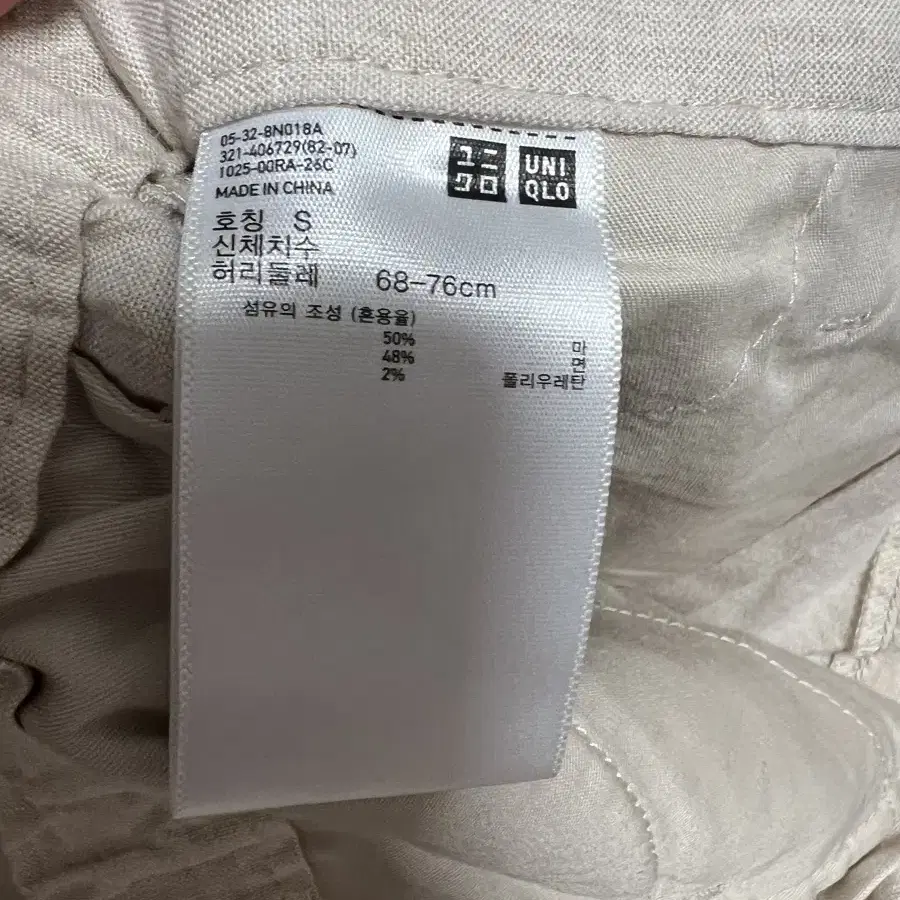 05-32-8N018A
321-406729(82-07)
1025-00RA-26C
MADE IN CHINA
ユニ
クロ
UNI
QLO
호칭 S
신체치수
허리둘레 68-76cm
섬유의 조성 (혼용율)
50% 마
48% 면
2% 폴리우레탄